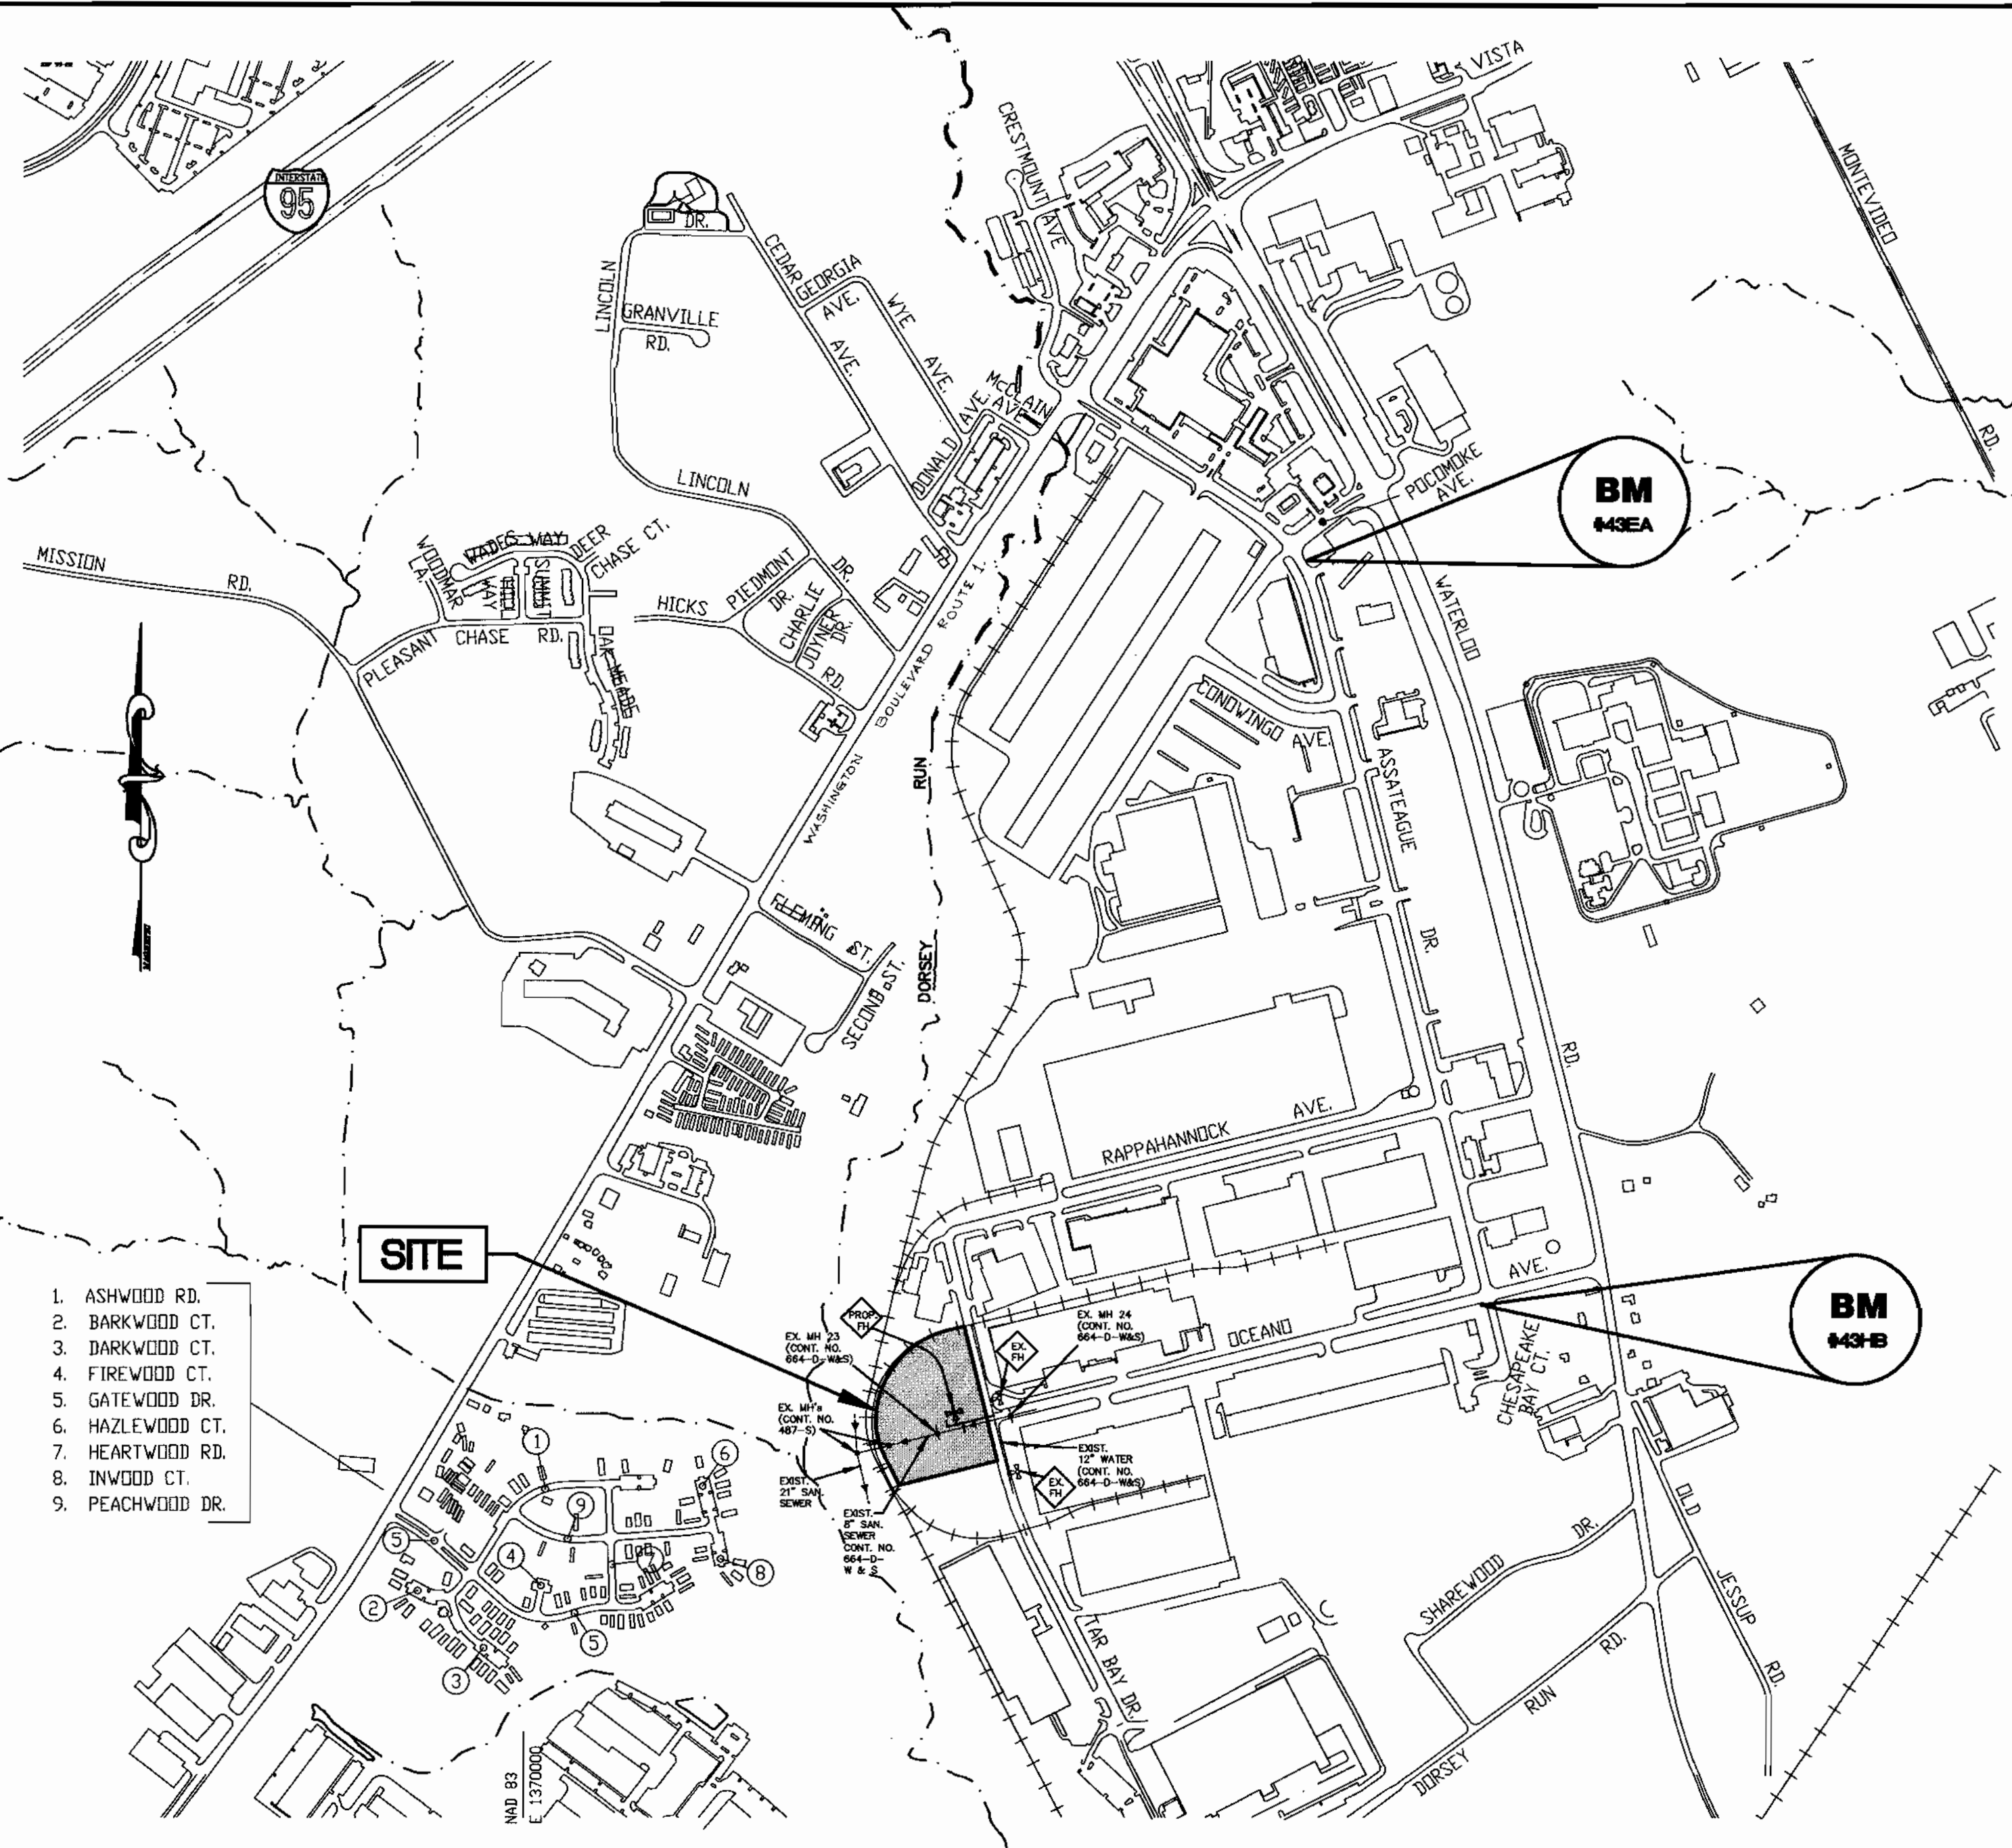 VISTA
CRESTMOUNT
AVE
MONTEVIDEO
RD.
INTERSTATE
95
DR.
LINCOLN
CEDAR
AVE.
GEORGIA
AVE.
WYE
AVE.
GRANVILLE
RD.
McCLAIN
AVE
DONALD
AVE.
LINCOLN
DR.
POCOMOKE
AVE.
BM
#43EA
MISSION
RD.
WOODMAR
LA.
WADES WAY
WAY
DEER
CHASE CT.
PLEASANT
CHASE
RD.
OAK MEADE
HICKS
RD.
PIEDMONT
DR.
CHARLIE
JOYNER
DR.
WASHINGTON
BOULEVARD
ROUTE 1
WATERLOO
RD.
CONOWINGO
AVE.
ASSATEAGUE
DR.
DORSEY
RUN
FLEMING
ST.
SECOND ST.
RAPPAHANNOCK
AVE.
SITE
1. ASHWOOD RD.
2. BARKWOOD CT.
3. DARKWOOD CT.
4. FIREWOOD CT.
5. GATEWOOD DR.
6. HAZLEWOOD CT.
7. HEARTWOOD RD.
8. INWOOD CT.
9. PEACHWOOD DR.
PROP.
FH
EX. MH 23
(CONT. NO.
664-D-W&S)
EX. MH 24
(CONT. NO.
664-D-W&S)
EX.
FH
OCEANO
AVE.
BM
#43HB
CHESAPEAKE
BAY CT.
EX. MH's
(CONT. NO.
487-S)
EXIST.
21" SAN.
SEWER
EXIST.
8" SAN.
SEWER
CONT. NO.
664-D-
W & S
EXIST.
12" WATER
(CONT. NO.
664-D-W&S)
EX.
FH
1
6
9
5
4
7
8
2
5
3
OLD
JESSUP
RD.
SHAREWOOD
DR.
DORSEY
RUN
RD.
TAR BAY DR.
NAD 83
E 1370000